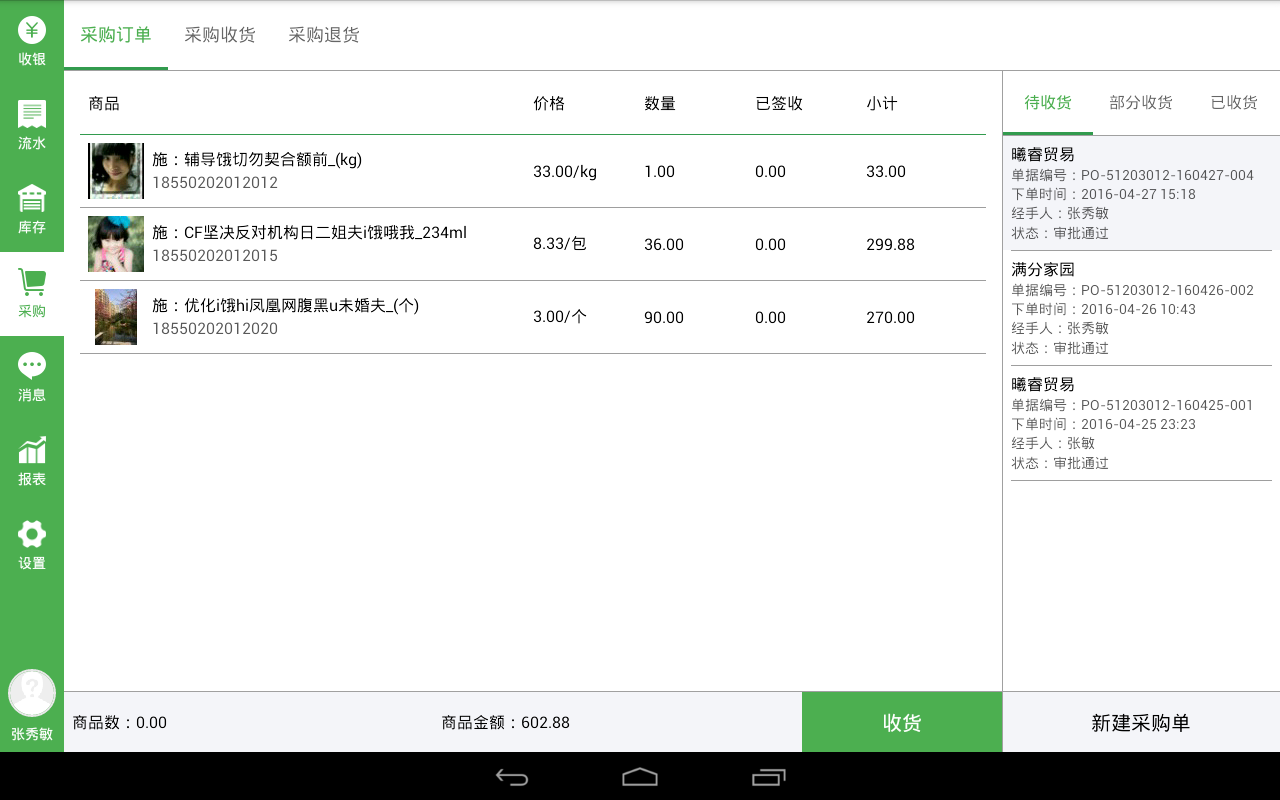 收银
流水
库存
采购
消息
报表
设置
张秀敏
采购订单 采购收货 采购退货
商品 价格 数量 已签收 小计
施：辅导饿切勿契合额前_(kg)
18550202012012
33.00/kg 1.00 0.00 33.00
施：CF坚决反对机构日二姐夫i饿哦我_234ml
18550202012015
8.33/包 36.00 0.00 299.88
施：优化i饿hi凤凰网腹黑u未婚夫_(个)
18550202012020
3.00/个 90.00 0.00 270.00
商品数：0.00 商品金额：602.88 收货
待收货 部分收货 已收货
曦睿贸易
单据编号：PO-51203012-160427-004
下单时间：2016-04-27 15:18
经手人：张秀敏
状态：审批通过
满分家园
单据编号：PO-51203012-160426-002
下单时间：2016-04-26 10:43
经手人：张秀敏
状态：审批通过
曦睿贸易
单据编号：PO-51203012-160425-001
下单时间：2016-04-25 23:23
经手人：张敏
状态：审批通过
新建采购单